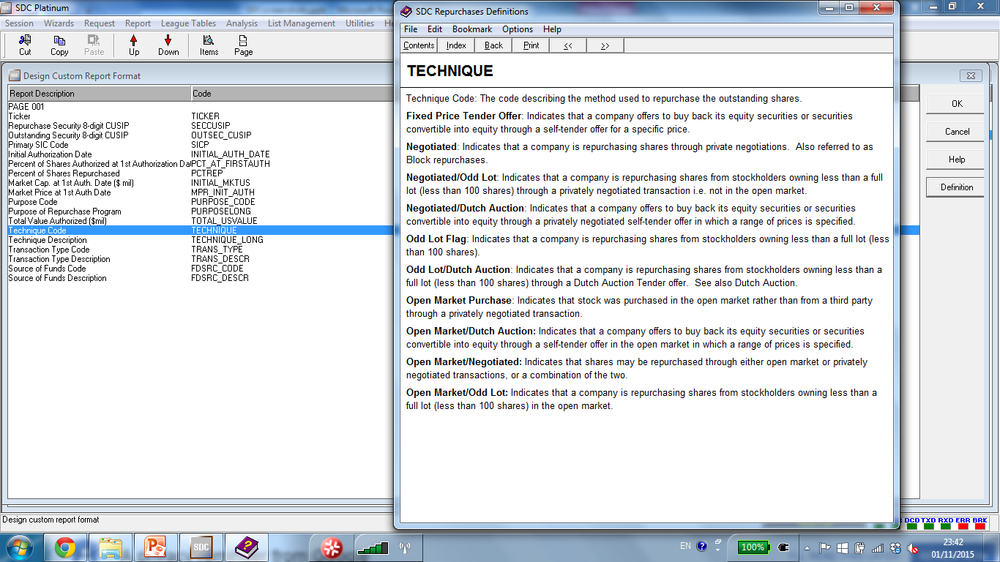 SDC Platinum
Session Wizards Request Report League Tables Analysis List Management Utilities
Cut Copy Paste Up Down Items Page
Design Custom Report Format
Report Description Code
PAGE 001
Ticker TICKER
Repurchase Security 8-digit CUSIP SECCUSIP
Outstanding Security 8-digit CUSIP OUTSEC_CUSIP
Primary SIC Code SICP
Initial Authorization Date INITIAL_AUTH_DATE
Percent of Shares Authorized at 1st Authorization Da PCT_AT_FIRSTAUTH
Percent of Shares Repurchased PCTREP
Market Cap. at 1st Auth. Date ($ mil) INITIAL_MKTUS
Market Price at 1st Auth Date MPR_INIT_AUTH
Purpose Code PURPOSE_CODE
Purpose of Repurchase Program PURPOSELONG
Total Value Authorized ($mil) TOTAL_USVALUE
Technique Code TECHNIQUE
Technique Description TECHNIQUE_LONG
Transaction Type Code TRANS_TYPE
Transaction Type Description TRANS_DESCR
Source of Funds Code FDSRC_CODE
Source of Funds Description FDSRC_DESCR
OK
Cancel
Help
Definition
SDC Repurchases Definitions
File Edit Bookmark Options Help
Contents Index Back Print << >>
TECHNIQUE
Technique Code: The code describing the method used to repurchase the outstanding shares.
Fixed Price Tender Offer: Indicates that a company offers to buy back its equity securities or securities
convertible into equity through a self-tender offer for a specific price.
Negotiated: Indicates that a company is repurchasing shares through private negotiations. Also referred to as
Block repurchases.
Negotiated/Odd Lot: Indicates that a company is repurchasing shares from stockholders owning less than a full
lot (less than 100 shares) through a privately negotiated transaction i.e. not in the open market.
Negotiated/Dutch Auction: Indicates that a company offers to buy back its equity securities or securities
convertible into equity through a privately negotiated self-tender offer in which a range of prices is specified.
Odd Lot Flag: Indicates that a company is repurchasing shares from stockholders owning less than a full lot (less
than 100 shares).
Odd Lot/Dutch Auction: Indicates that a company is repurchasing shares from stockholders owning less than a
full lot (less than 100 shares) through a Dutch Auction Tender offer. See also Dutch Auction.
Open Market Purchase: Indicates that stock was purchased in the open market rather than from a third party
through a privately negotiated transaction.
Open Market/Dutch Auction: Indicates that a company offers to buy back its equity securities or securities
convertible into equity through a self-tender offer in the open market in which a range of prices is specified.
Open Market/Negotiated: Indicates that shares may be repurchased through either open market or privately
negotiated transactions, or a combination of the two.
Open Market/Odd Lot: Indicates that a company is repurchasing shares from stockholders owning less than a
full lot (less than 100 shares) in the open market.
Design custom report format
DCD TXD RXD ERR BRK
SDC
EN
100%
23:42
01/11/2015